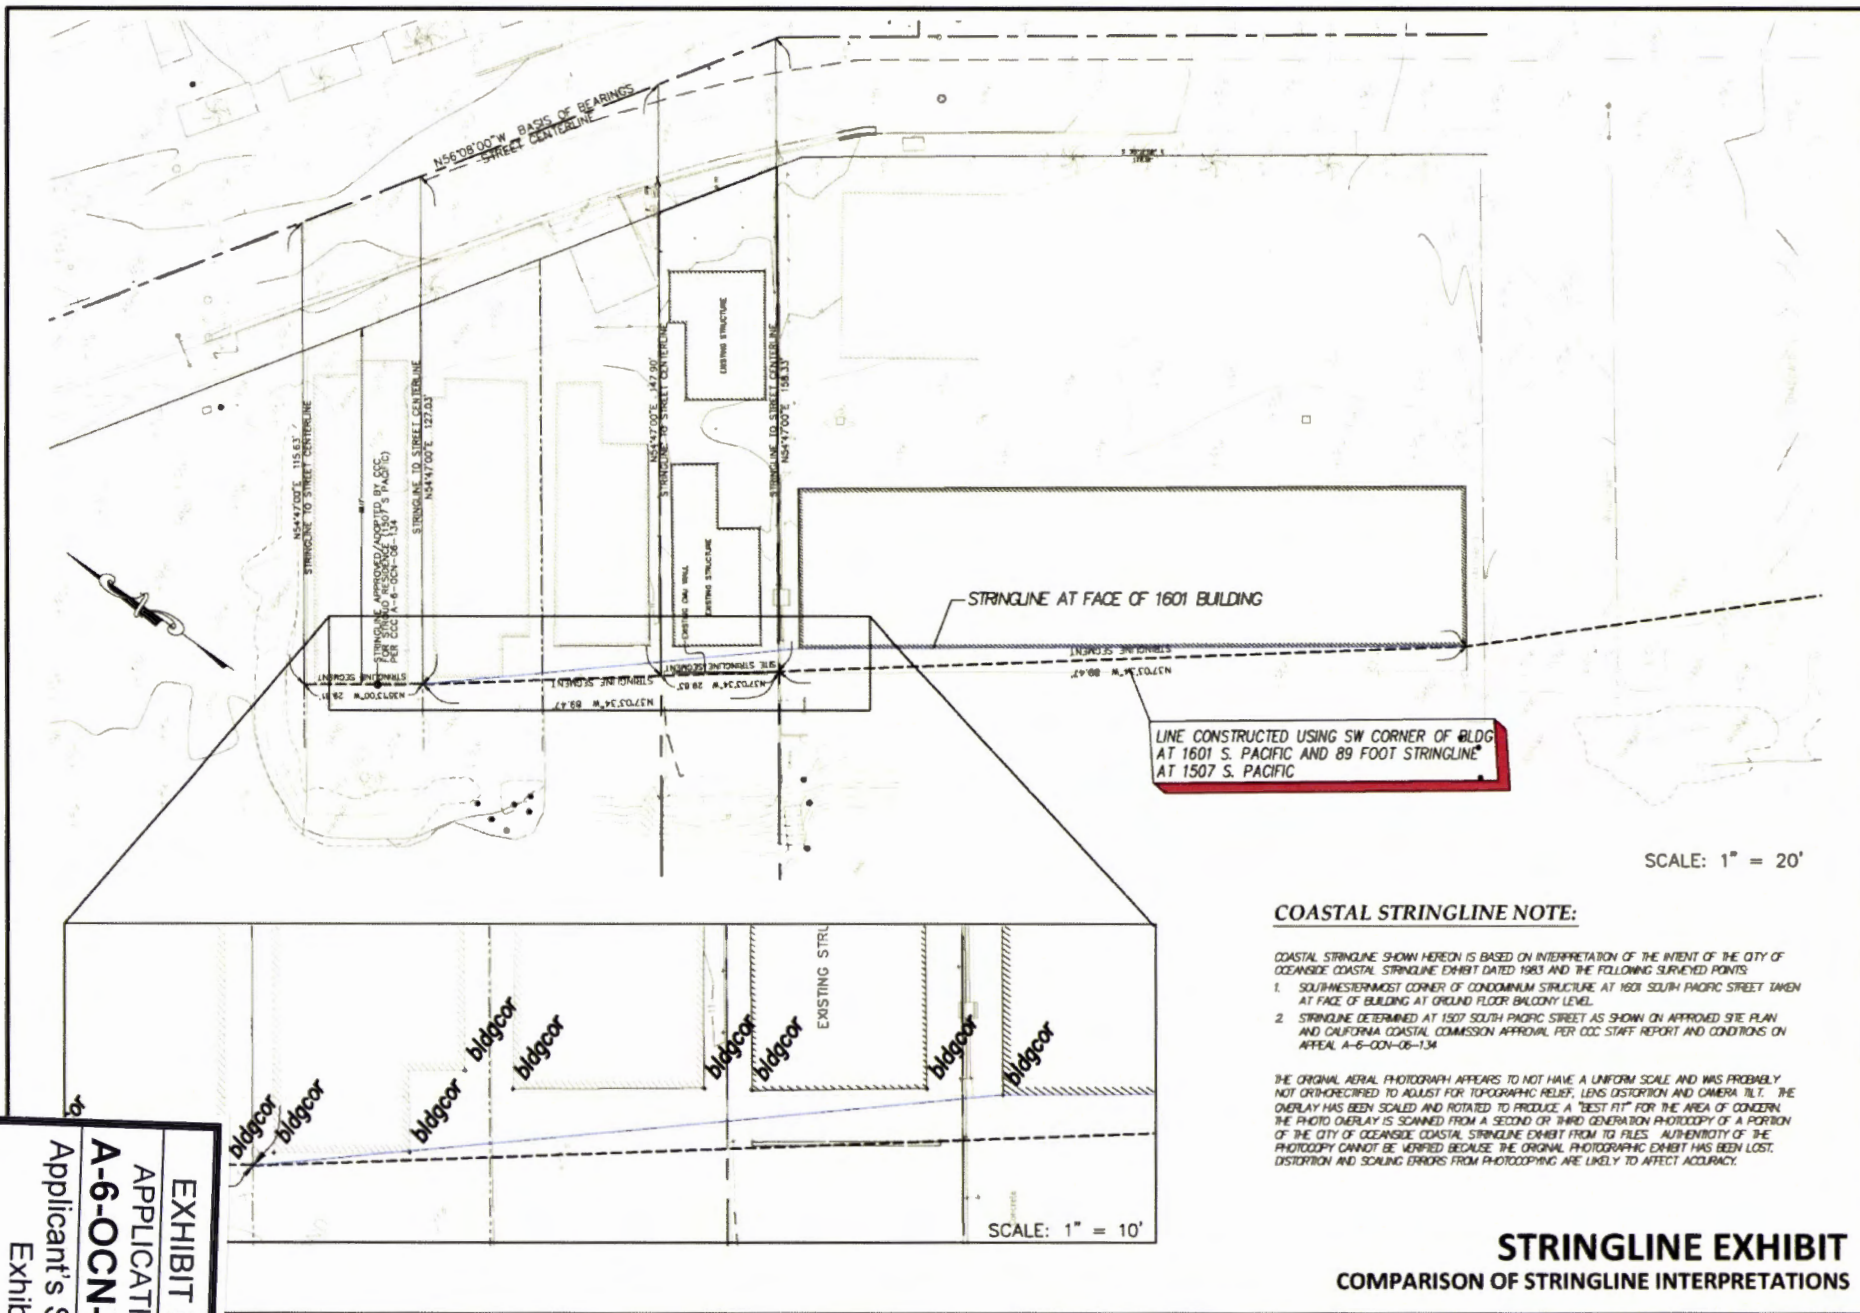 N56°08'00"W BASIS OF BEARINGS
STREET CENTERLINE
N54°47'00"E 115.63'
STRINGLINE TO STREET CENTERLINE
STRINGLINE APPROVED/ADOPTED BY CCC
FOR STROUD RESIDENCE (1507 S PACIFIC)
PER CCC A-6-OCN-06-134
STRINGLINE TO STREET CENTERLINE
N54°47'00"E 127.03'
N54°47'00"E 147.90'
STRINGLINE TO STREET CENTERLINE
EXISTING STRUCTURE
STRINGLINE TO STREET CENTERLINE
N54°47'00"E 158.33'
EXISTING CMU WALL
EXISTING STRUCTURE
STRINGLINE AT FACE OF 1601 BUILDING
STRINGLINE SEGMENT
STRINGLINE SEGMENT
N37°03'34"W 89.47'
SITE STRINGLINE SEGMENT
N37°03'34"W 29.83'
STRINGLINE SEGMENT
N37°03'34"W 89.47'
LINE CONSTRUCTED USING SW CORNER OF BLDG
AT 1601 S. PACIFIC AND 89 FOOT STRINGLINE
AT 1507 S. PACIFIC
SCALE: 1" = 20'
COASTAL STRINGLINE NOTE:
COASTAL STRINGLINE SHOWN HEREON IS BASED ON INTERPRETATION OF THE INTENT OF THE CITY OF
OCEANSIDE COASTAL STRINGLINE EXHIBIT DATED 1983 AND THE FOLLOWING SURVEYED POINTS:
1. SOUTHWESTERNMOST CORNER OF CONDOMINIUM STRUCTURE AT 1601 SOUTH PACIFIC STREET TAKEN
AT FACE OF BUILDING AT GROUND FLOOR BALCONY LEVEL.
2. STRINGLINE DETERMINED AT 1507 SOUTH PACIFIC STREET AS SHOWN ON APPROVED SITE PLAN
AND CALIFORNIA COASTAL COMMISSION APPROVAL PER CCC STAFF REPORT AND CONDITIONS ON
APPEAL A-6-OCN-06-134
THE ORIGINAL AERIAL PHOTOGRAPH APPEARS TO NOT HAVE A UNIFORM SCALE AND WAS PROBABLY
NOT ORTHORECTIFIED TO ADJUST FOR TOPOGRAPHIC RELIEF, LENS DISTORTION AND CAMERA TILT. THE
OVERLAY HAS BEEN SCALED AND ROTATED TO PRODUCE A "BEST FIT" FOR THE AREA OF CONCERN.
THE PHOTO OVERLAY IS SCANNED FROM A SECOND OR THIRD GENERATION PHOTOCOPY OF A PORTION
OF THE CITY OF OCEANSIDE COASTAL STRINGLINE EXHIBIT FROM TG FILES. AUTHENTICITY OF THE
PHOTOCOPY CANNOT BE VERIFIED BECAUSE THE ORIGINAL PHOTOGRAPHIC EXHIBIT HAS BEEN LOST.
DISTORTION AND SCALING ERRORS FROM PHOTOCOPYING ARE LIKELY TO AFFECT ACCURACY.
EXISTING STRU
or
bldgcor
bldgcor
bldgcor
bldgcor
bldgcor
bldgcor
bldgcor
bldgcor
bldgcor
SCALE: 1" = 10'
EXHIBIT
APPLICATI
A-6-OCN-
Applicant's S
Exhib
STRINGLINE EXHIBIT
COMPARISON OF STRINGLINE INTERPRETATIONS